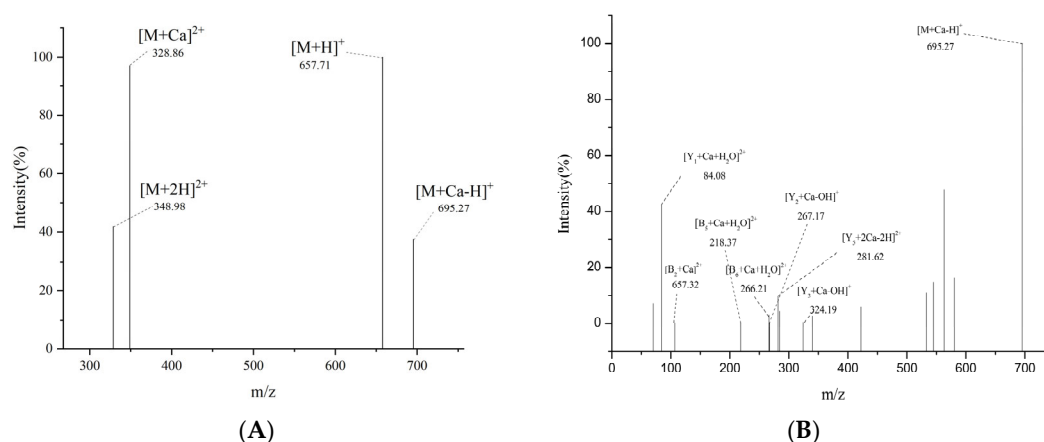 [M+Ca]²⁺
328.86
[M+H]⁺
657.71
[M+2H]²⁺
348.98
[M+Ca-H]⁺
695.27
100
80
60
40
20
0
Intensity(%)
300
400
500
600
700
m/z
(A)
[M+Ca-H]⁺
695.27
[Y₁+Ca+H₂O]²⁺
84.08
[Y₂+Ca-OH]⁺
267.17
[B₅+Ca+H₂O]²⁺
218.37
[Y₅+2Ca-2H]²⁺
281.62
[B₂+Ca]²⁺
657.32
[B₆+Ca+H₂O]²⁺
266.21
[Y₃+Ca-OH]⁺
324.19
100
80
60
40
20
0
Intensity(%)
0
100
200
300
400
500
600
700
m/z
(B)